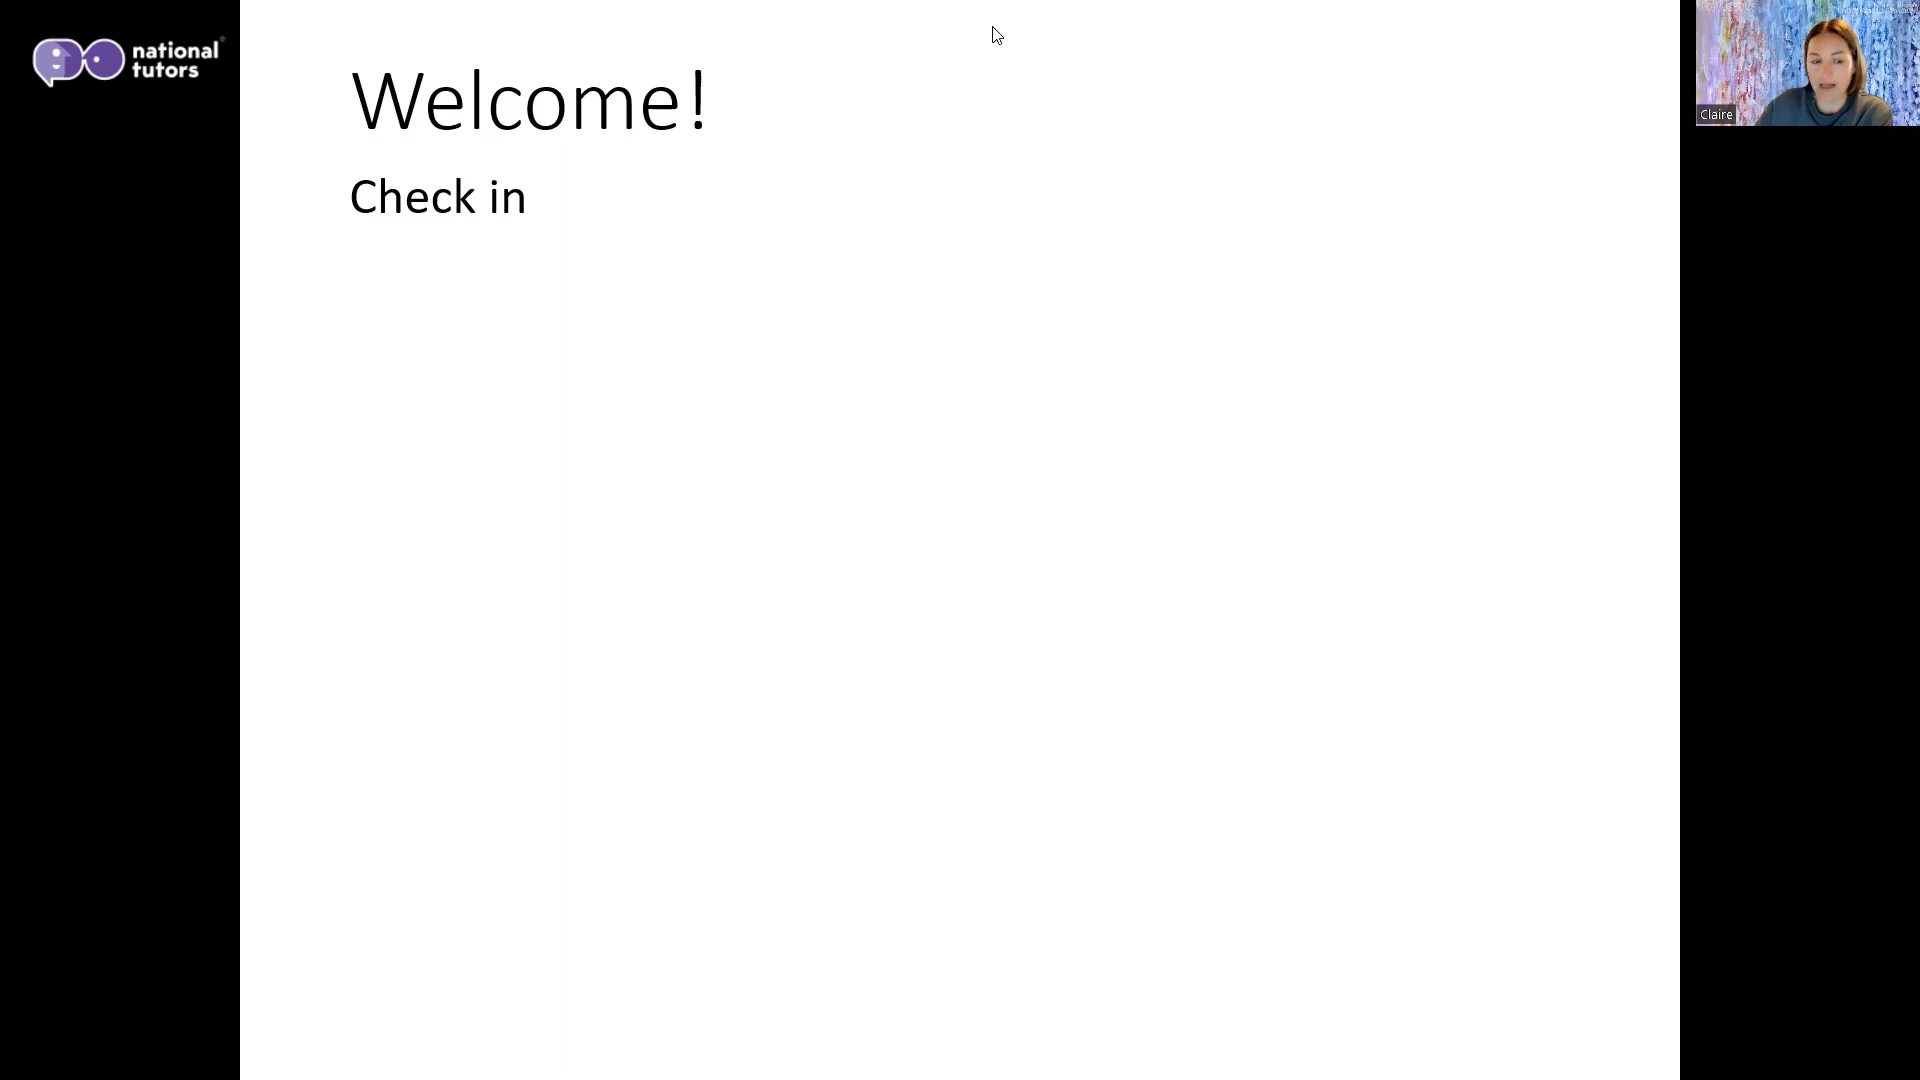 national
tutors
Welcome!
Check in
Claire